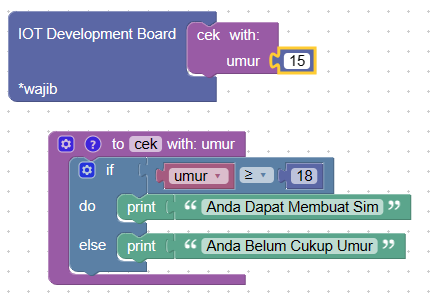 IOT Development Board
cek with:
umur 15
*wajib
? to cek with: umur
if umur ≥ 18
do print “ Anda Dapat Membuat Sim ”
else print “ Anda Belum Cukup Umur ”